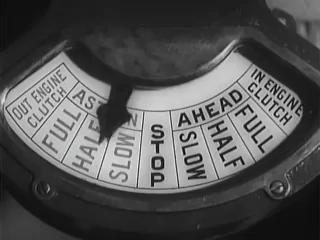 OUT ENGINE
CLUTCH
FULL
HALF
SLOW
STOP
AHEAD
SLOW
HALF
FULL
IN ENGINE
CLUTCH